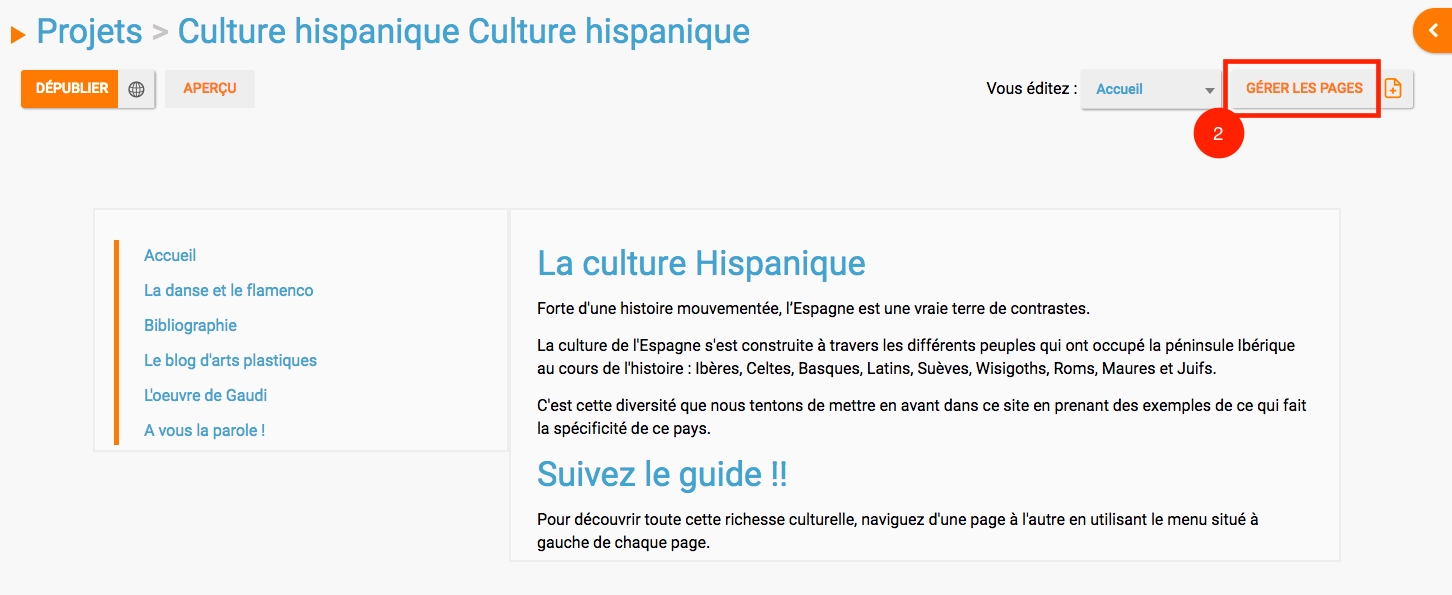 Projets > Culture hispanique Culture hispanique
DÉPUBLIER
APERÇU
Vous éditez :
Accueil
GÉRER LES PAGES
2
Accueil
La danse et le flamenco
Bibliographie
Le blog d'arts plastiques
L'oeuvre de Gaudi
A vous la parole !
La culture Hispanique
Forte d'une histoire mouvementée, l’Espagne est une vraie terre de contrastes.
La culture de l'Espagne s'est construite à travers les différents peuples qui ont occupé la péninsule Ibérique
au cours de l'histoire : Ibères, Celtes, Basques, Latins, Suèves, Wisigoths, Roms, Maures et Juifs.
C'est cette diversité que nous tentons de mettre en avant dans ce site en prenant des exemples de ce qui fait
la spécificité de ce pays.
Suivez le guide !!
Pour découvrir toute cette richesse culturelle, naviguez d'une page à l'autre en utilisant le menu situé à
gauche de chaque page.